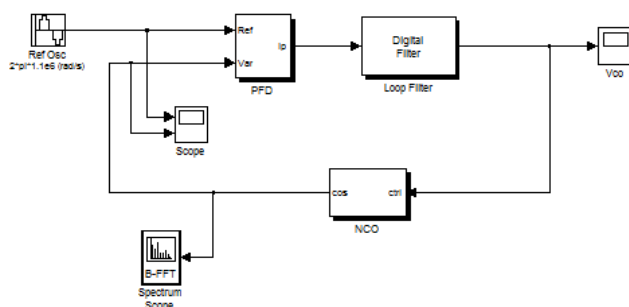 Ref Osc
2*pi*1.1e6 (rad/s)
Ref
Var
Ip
PFD
Digital
Filter
Loop Filter
Vco
Scope
cos
ctrl
NCO
B-FFT
Spectrum
Scope